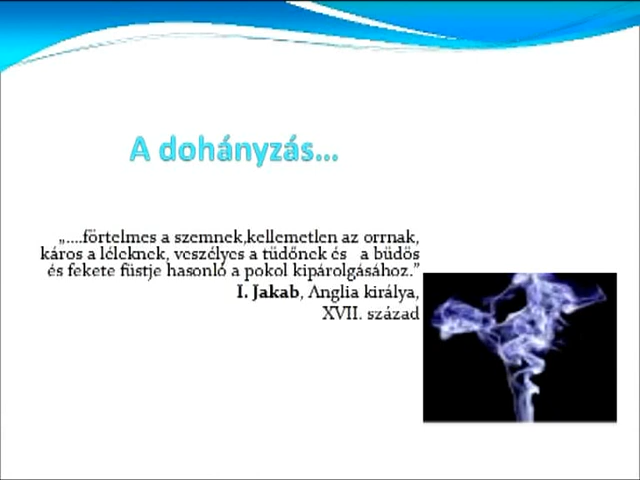 A dohányzás...
„....förtelmes a szemnek,kellemetlen az orrnak,
káros a léleknek, veszélyes a tüdőnek és a büdös
és fekete füstje hasonló a pokol kipárolgásához.”
I. Jakab, Anglia királya,
XVII. század